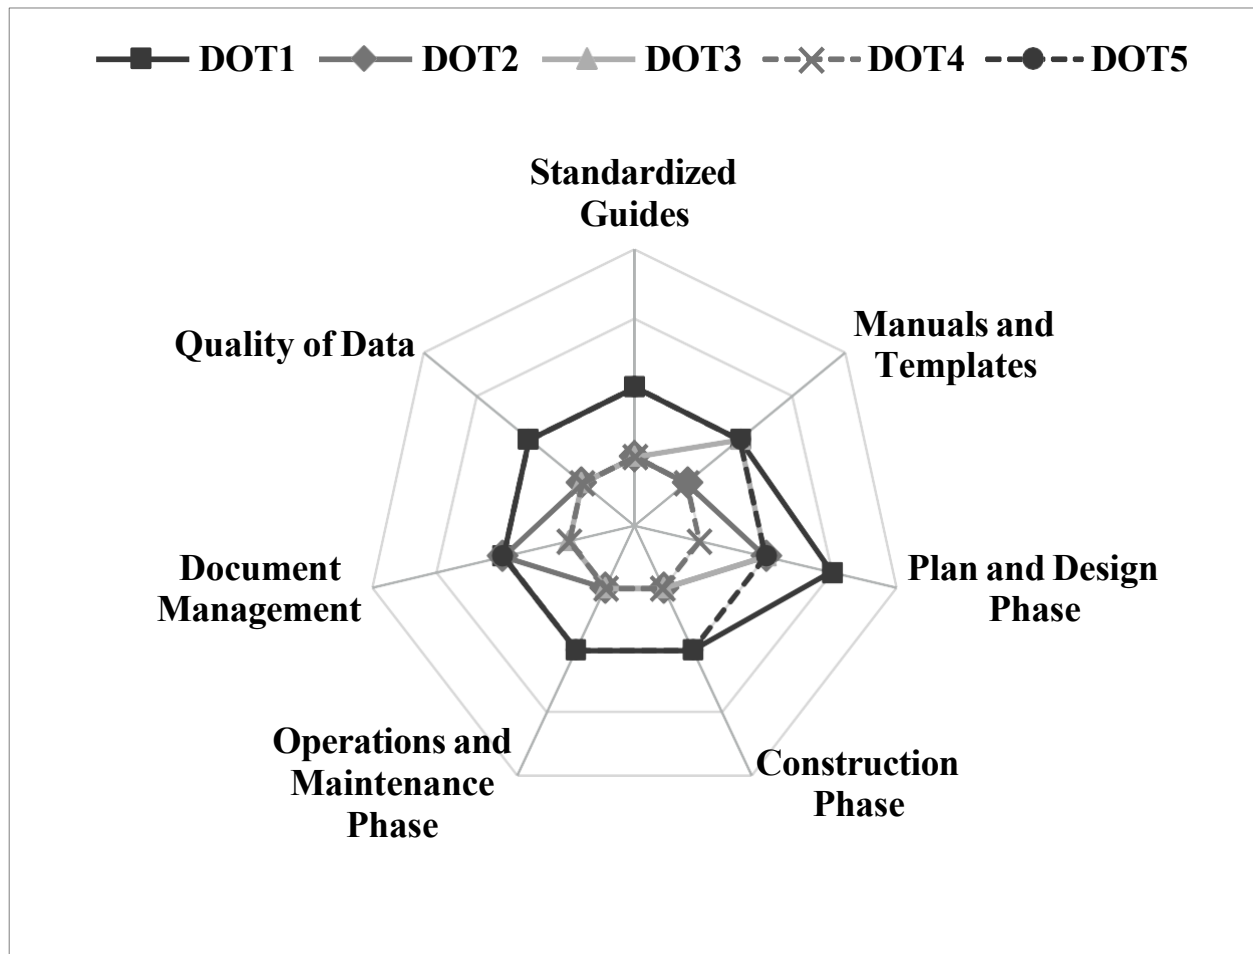 DOT1 DOT2 DOT3 DOT4 DOT5
Standardized
Guides
Manuals and
Templates
Quality of Data
Plan and Design
Phase
Document
Management
Operations and
Maintenance
Phase
Construction
Phase